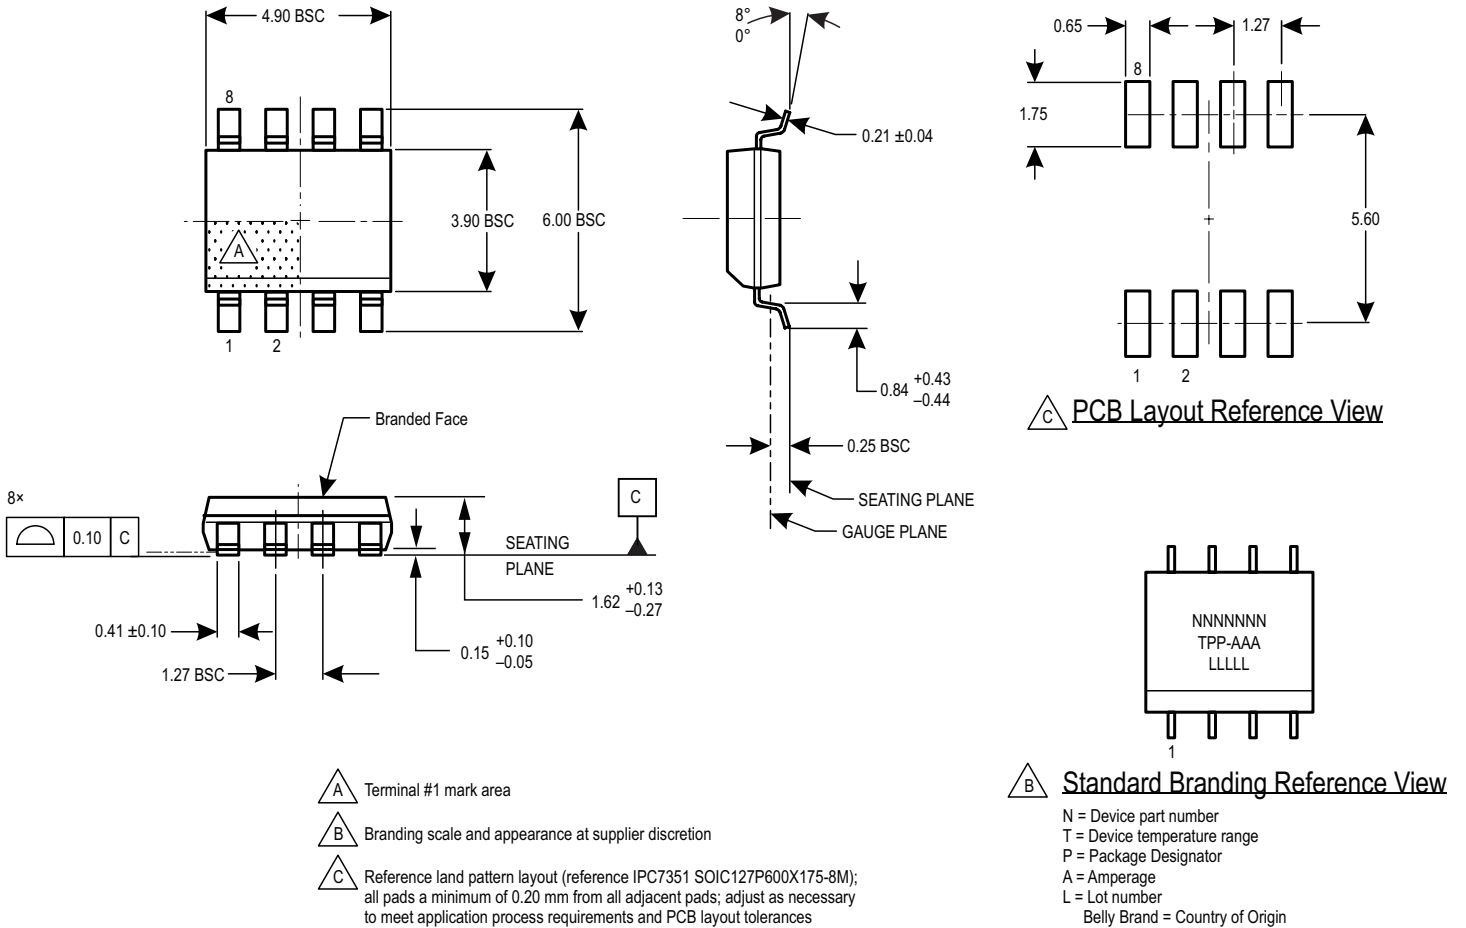 4.90 BSC
8
3.90 BSC
6.00 BSC
A
1
2
8°
0°
0.21 ±0.04
0.84 +0.43
–0.44
0.25 BSC
SEATING PLANE
GAUGE PLANE
0.65
1.27
8
1.75
5.60
1
2
C PCB Layout Reference View
Branded Face
8×
0.10 C
C
SEATING
PLANE
1.62 +0.13
–0.27
0.41 ±0.10
0.15 +0.10
–0.05
1.27 BSC
NNNNNNN
TPP-AAA
LLLLL
1
B Standard Branding Reference View
N = Device part number
T = Device temperature range
P = Package Designator
A = Amperage
L = Lot number
Belly Brand = Country of Origin
A Terminal #1 mark area
B Branding scale and appearance at supplier discretion
C Reference land pattern layout (reference IPC7351 SOIC127P600X175-8M);
all pads a minimum of 0.20 mm from all adjacent pads; adjust as necessary
to meet application process requirements and PCB layout tolerances